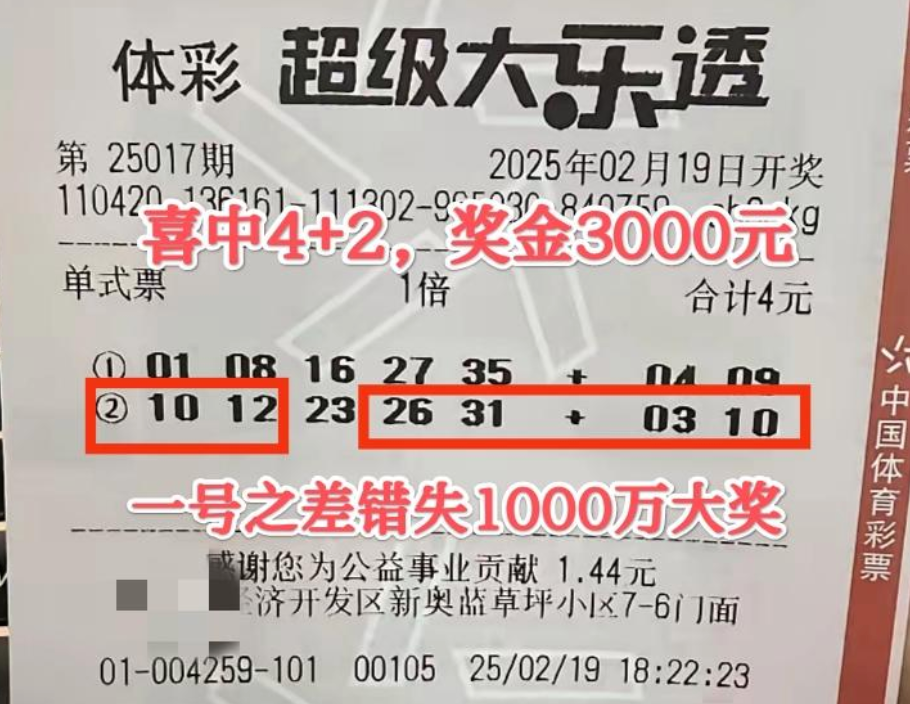 体彩 超级大乐透
第 25017期 2025年02月19日开奖
110420-136161-111302-
喜中4+2，奖金3000元
单式票 1倍 合计4元
① 01 08 16 27 35 + 04 09
② 10 12 23 26 31 + 03 10
一号之差错失1000万大奖
感谢您为公益事业贡献 1.44元
经济开发区新奥蓝草坪小区7-6门面
01-004259-101 00105 25/02/19 18:22:23
中国体育彩票